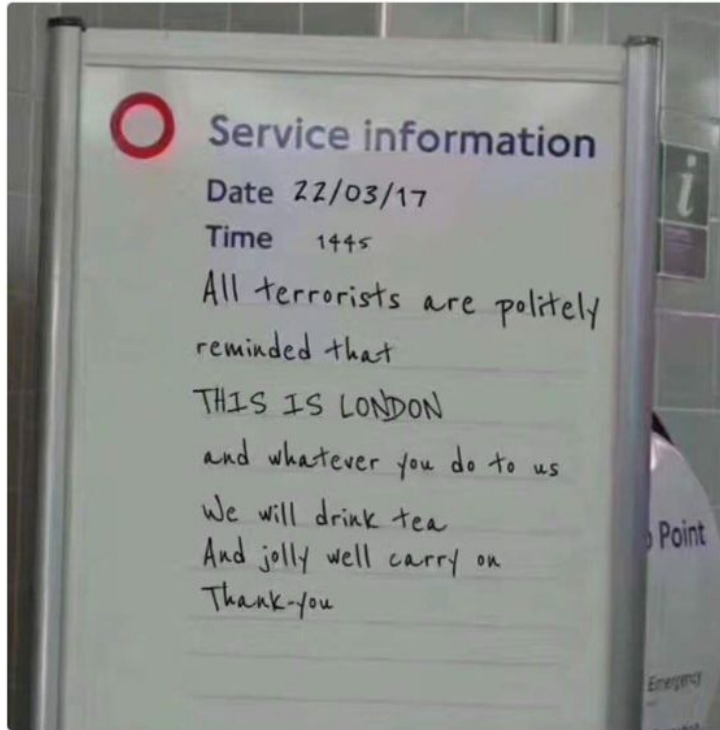 Service information
Date 22/03/17
Time 1445
All terrorists are politely
reminded that
THIS IS LONDON
and whatever you do to us
We will drink tea
And jolly well carry on
Thank-you
i
Point
Emergency